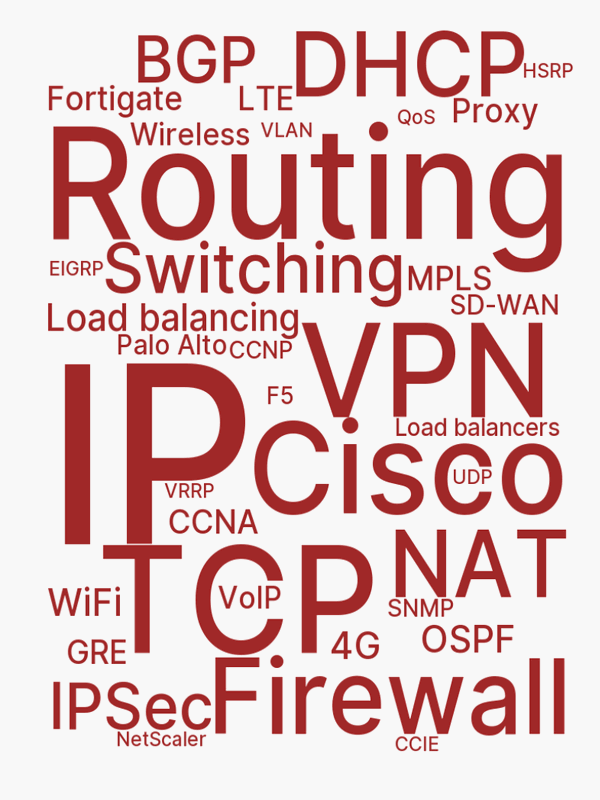 BGP DHCP
HSRP
Fortigate LTE
QoS Proxy
Wireless VLAN
Routing
EIGRP Switching MPLS
SD-WAN
Load balancing
Palo Alto CCNP VPN
IP F5
Load balancers
Cisco
UDP
VRRP
CCNA
TCP NAT
WiFi VoIP SNMP
GRE 4G OSPF
IPSec Firewall
NetScaler CCIE